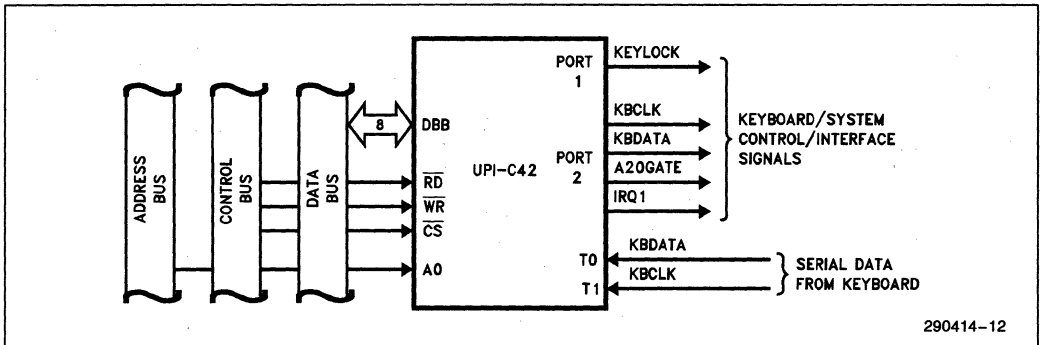 ADDRESS
BUS
CONTROL
BUS
DATA
BUS
8
DBB
RD
WR
CS
A0
UPI-C42
PORT
1
PORT
2
T0
T1
KEYLOCK
KBCLK
KBDATA
A20GATE
IRQ1
KBDATA
KBCLK
KEYBOARD/SYSTEM
CONTROL/INTERFACE
SIGNALS
SERIAL DATA
FROM KEYBOARD
290414-12